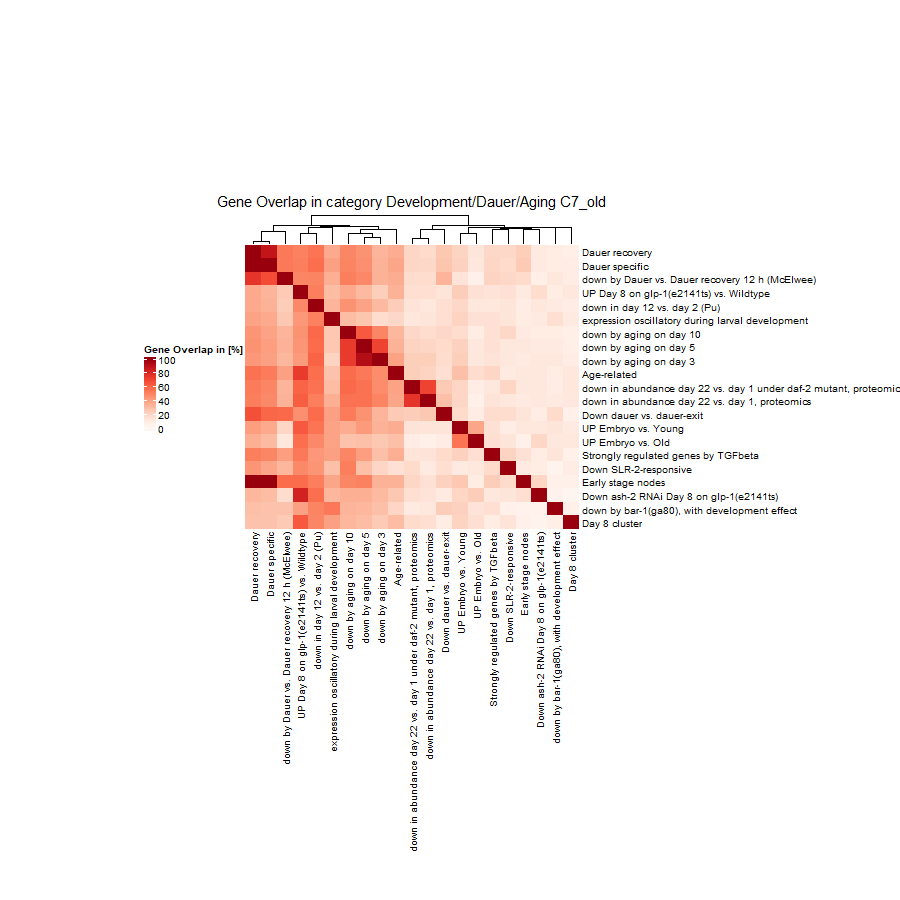 Gene Overlap in category Development/Dauer/Aging C7_old
Dauer recovery
Dauer specific
down by Dauer vs. Dauer recovery 12 h (McElwee)
UP Day 8 on glp-1(e2141ts) vs. Wildtype
down in day 12 vs. day 2 (Pu)
expression oscillatory during larval development
down by aging on day 10
down by aging on day 5
down by aging on day 3
Age-related
down in abundance day 22 vs. day 1 under daf-2 mutant, proteomic
down in abundance day 22 vs. day 1, proteomics
Down dauer vs. dauer-exit
UP Embryo vs. Young
UP Embryo vs. Old
Strongly regulated genes by TGFbeta
Down SLR-2-responsive
Early stage nodes
Down ash-2 RNAi Day 8 on glp-1(e2141ts)
down by bar-1(ga80), with development effect
Day 8 cluster
Gene Overlap in [%]
100
80
60
40
20
0
Dauer recovery
Dauer specific
down by Dauer vs. Dauer recovery 12 h (McElwee)
UP Day 8 on glp-1(e2141ts) vs. Wildtype
down in day 12 vs. day 2 (Pu)
expression oscillatory during larval development
down by aging on day 10
down by aging on day 5
down by aging on day 3
Age-related
down in abundance day 22 vs. day 1 under daf-2 mutant, proteomics
down in abundance day 22 vs. day 1, proteomics
Down dauer vs. dauer-exit
UP Embryo vs. Young
UP Embryo vs. Old
Strongly regulated genes by TGFbeta
Down SLR-2-responsive
Early stage nodes
Down ash-2 RNAi Day 8 on glp-1(e2141ts)
down by bar-1(ga80), with development effect
Day 8 cluster